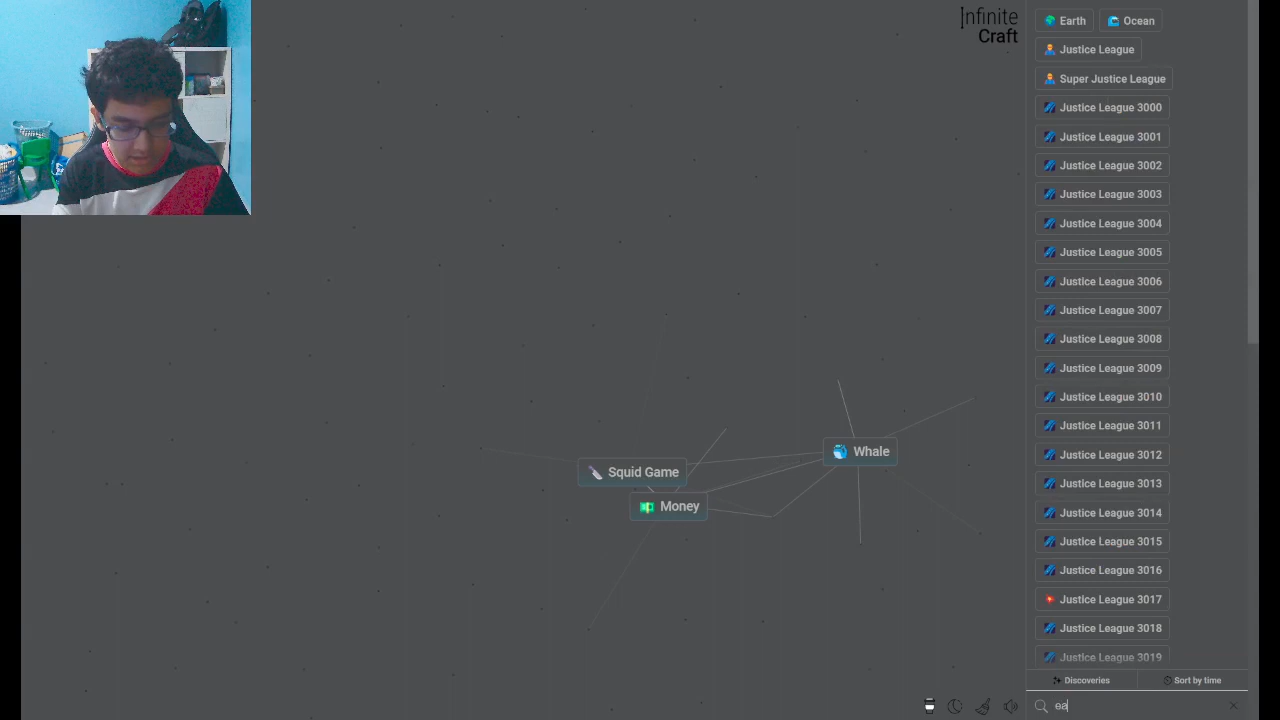 Infinite
Craft
Earth
Ocean
Justice League
Super Justice League
Justice League 3000
Justice League 3001
Justice League 3002
Justice League 3003
Justice League 3004
Justice League 3005
Justice League 3006
Justice League 3007
Justice League 3008
Justice League 3009
Justice League 3010
Justice League 3011
Justice League 3012
Justice League 3013
Justice League 3014
Justice League 3015
Justice League 3016
Justice League 3017
Justice League 3018
Justice League 3019
Whale
Squid Game
Money
Discoveries
Sort by time
ea